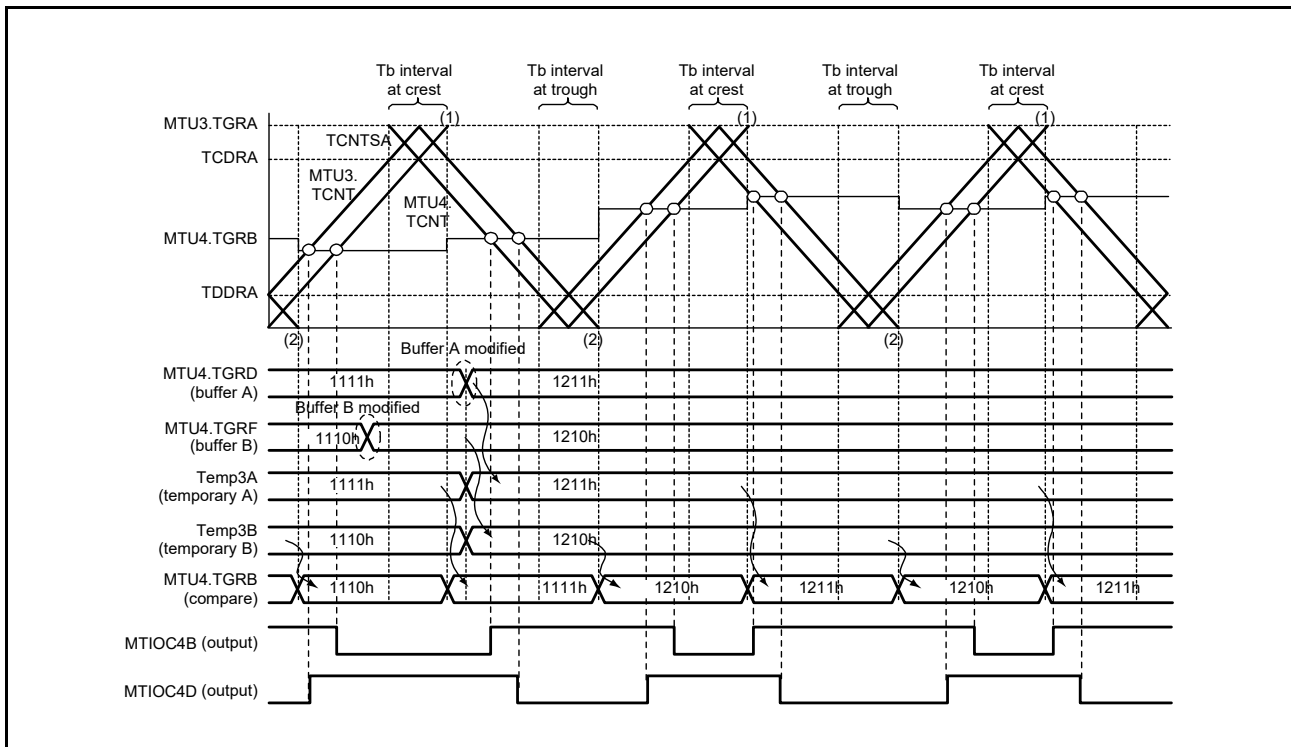 Tb interval
at crest
Tb interval
at trough
Tb interval
at crest
Tb interval
at trough
Tb interval
at crest
MTU3.TGRA
(1)
(1)
(1)
TCNTSA
TCDRA
MTU3.
TCNT
MTU4.
TCNT
MTU4.TGRB
TDDRA
(2)
(2)
(2)
Buffer A modified
MTU4.TGRD
(buffer A)
1111h
1211h
Buffer B modified
MTU4.TGRF
(buffer B)
1110h
1210h
Temp3A
(temporary A)
1111h
1211h
Temp3B
(temporary B)
1110h
1210h
MTU4.TGRB
(compare)
1110h
1111h
1210h
1211h
1210h
1211h
MTIOC4B (output)
MTIOC4D (output)